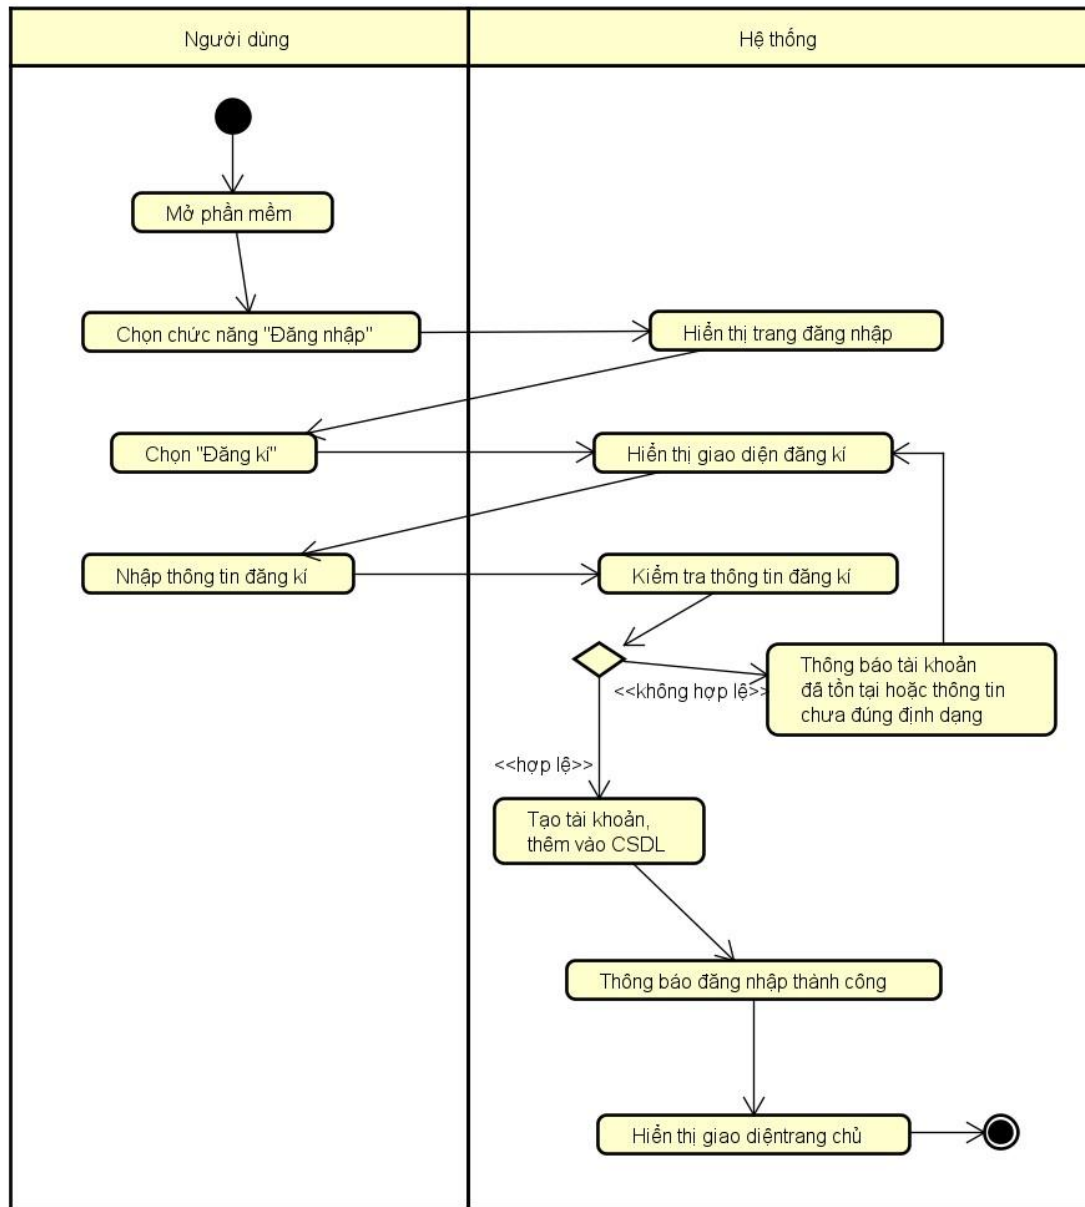 Người dùng
Hệ thống
Mở phần mềm
Chọn chức năng "Đăng nhập"
Hiển thị trang đăng nhập
Chọn "Đăng kí"
Hiển thị giao diện đăng kí
Nhập thông tin đăng kí
Kiểm tra thông tin đăng kí
Thông báo tài khoản
đã tồn tại hoặc thông tin
chưa đúng định dạng
<<không hợp lệ>>
<<hợp lệ>>
Tạo tài khoản,
thêm vào CSDL
Thông báo đăng nhập thành công
Hiển thị giao diệntrang chủ